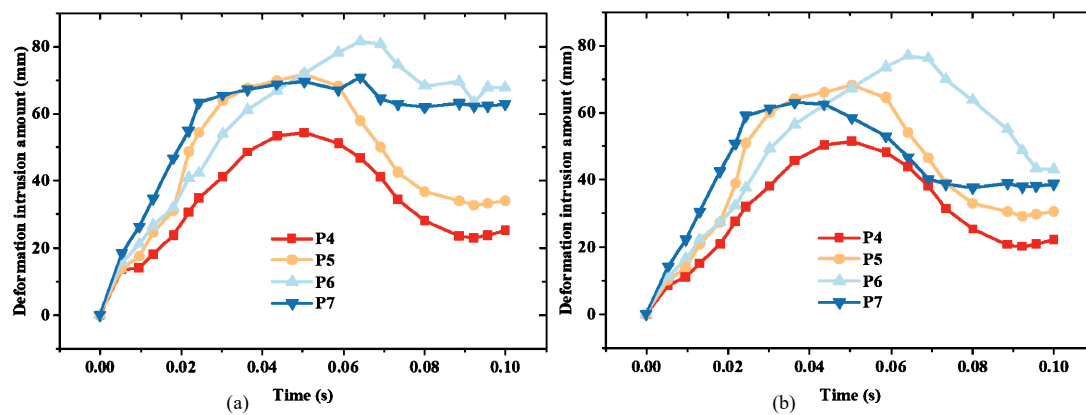 Deformation intrusion amount (mm)
80
60
40
20
0
P4
P5
P6
P7
0.00 0.02 0.04 0.06 0.08 0.10
Time (s)
(a)
Deformation intrusion amount (mm)
80
60
40
20
0
P4
P5
P6
P7
0.00 0.02 0.04 0.06 0.08 0.10
Time (s)
(b)